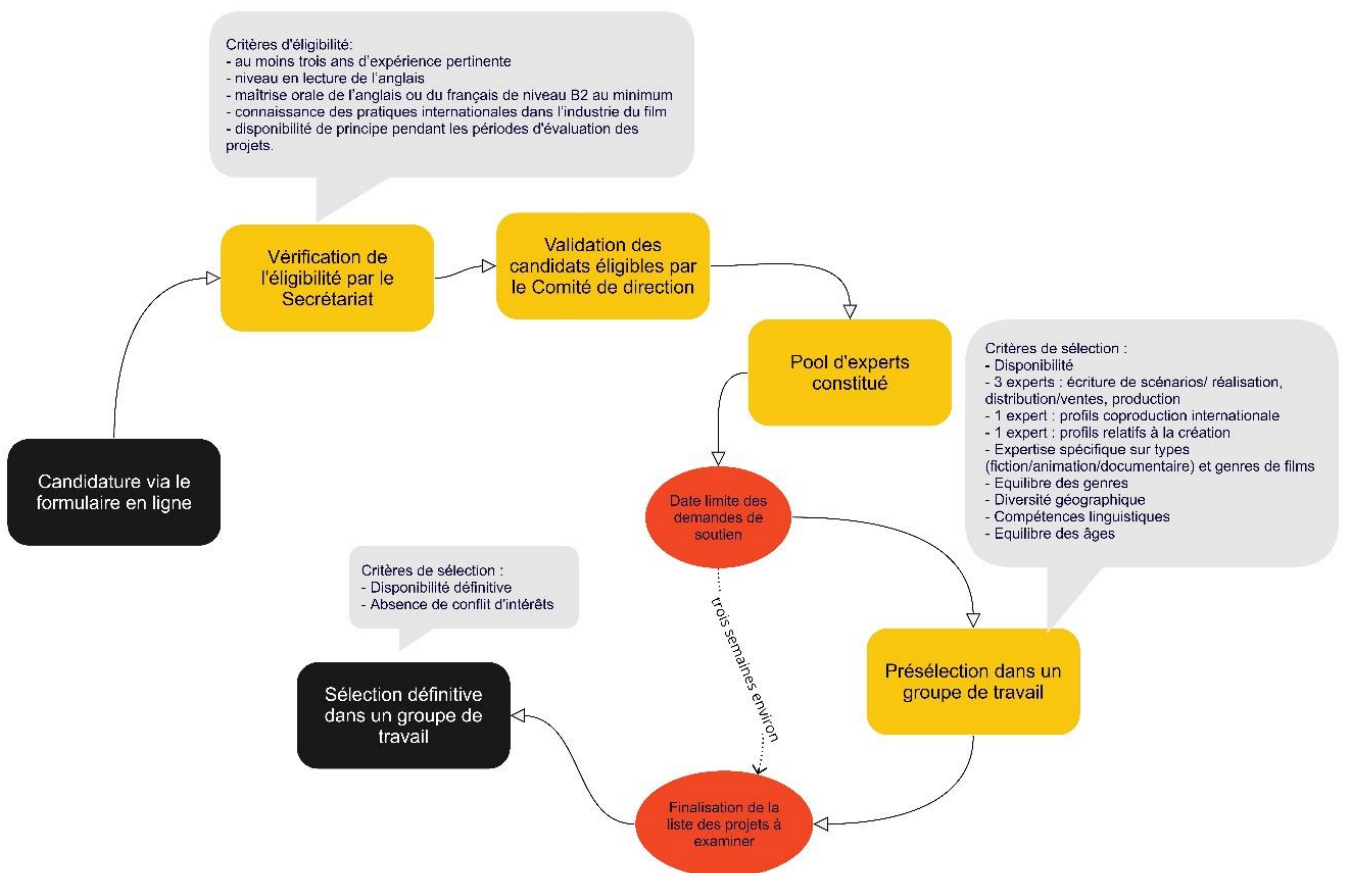 Critères d'éligibilité:
- au moins trois ans d'expérience pertinente
- niveau en lecture de l'anglais
- maîtrise orale de l'anglais ou du français de niveau B2 au minimum
- connaissance des pratiques internationales dans l'industrie du film
- disponibilité de principe pendant les périodes d'évaluation des
projets.
Vérification de
l'éligibilité par le
Secrétariat
Validation des
candidats éligibles par
le Comité de direction
Pool d'experts
constitué
Critères de sélection :
- Disponibilité
- 3 experts : écriture de scénarios/ réalisation,
distribution/ventes, production
- 1 expert : profils coproduction internationale
- 1 expert : profils relatifs à la création
- Expertise spécifique sur types
(fiction/animation/documentaire) et genres de films
- Equilibre des genres
- Diversité géographique
- Compétences linguistiques
- Equilibre des âges
Candidature via le
formulaire en ligne
Date limite des
demandes de
soutien
trois semaines environ
Critères de sélection :
- Disponibilité définitive
- Absence de conflit d'intérêts
Présélection dans un
groupe de travail
Sélection définitive
dans un groupe de
travail
Finalisation de la
liste des projets à
examiner